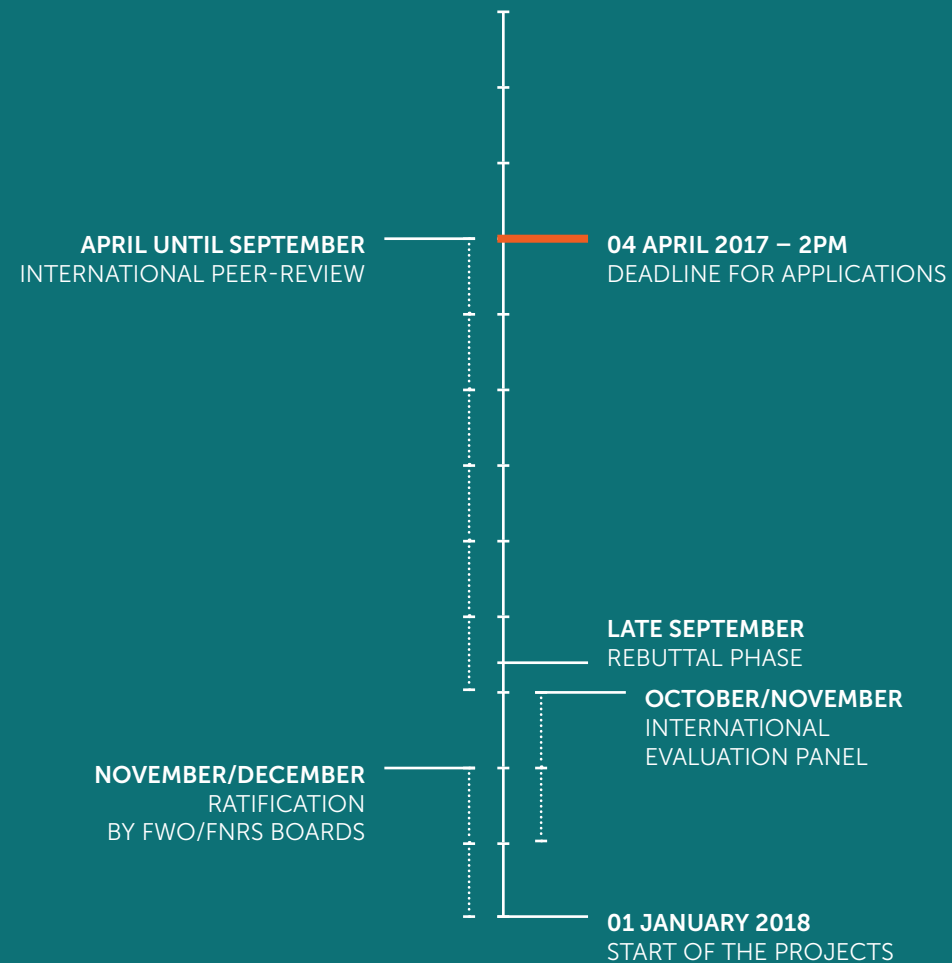 APRIL UNTIL SEPTEMBER
INTERNATIONAL PEER-REVIEW
04 APRIL 2017 – 2PM
DEADLINE FOR APPLICATIONS
LATE SEPTEMBER
REBUTTAL PHASE
OCTOBER/NOVEMBER
INTERNATIONAL
EVALUATION PANEL
NOVEMBER/DECEMBER
RATIFICATION
BY FWO/FNRS BOARDS
01 JANUARY 2018
START OF THE PROJECTS